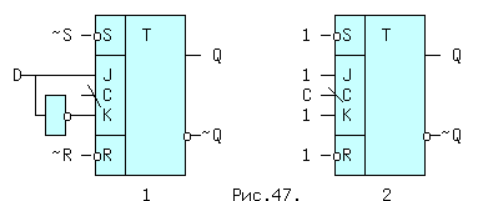 ~S S T Q 1 S T Q
D J 1 J
C C C
K 1 K
~Q ~Q
~R R 1 R
1 Рис.47. 2